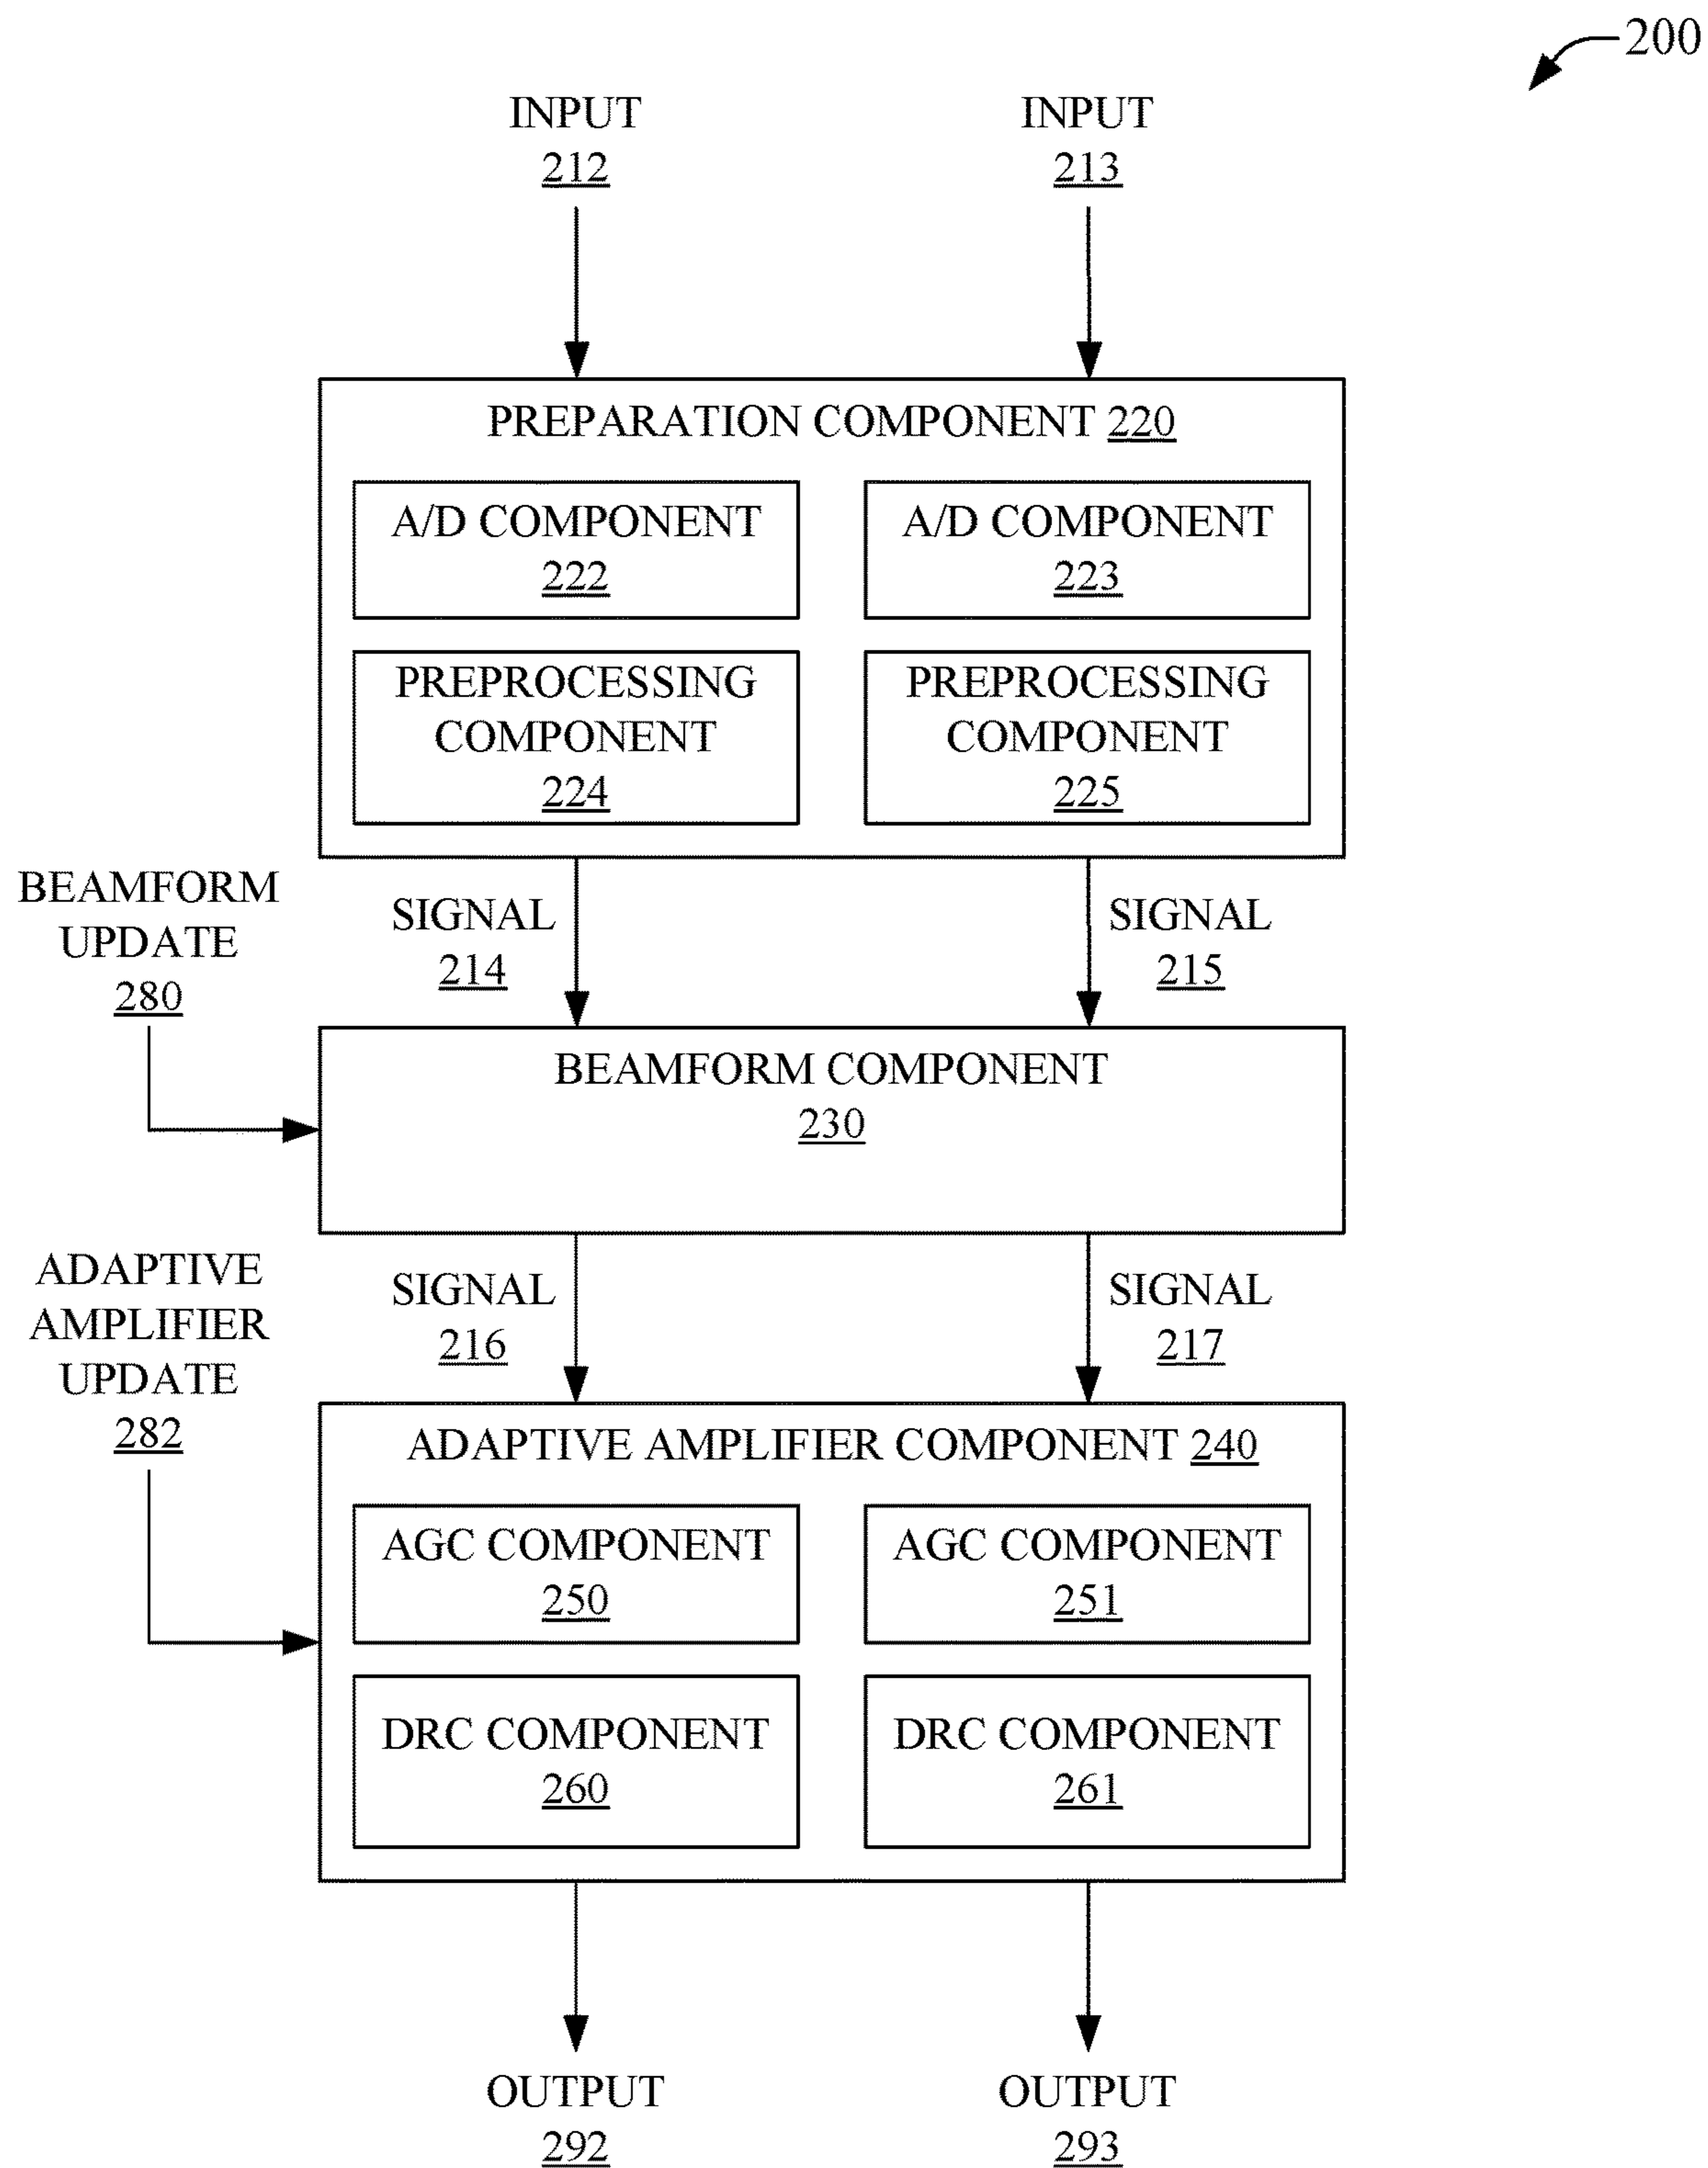 200
INPUT
212
INPUT
213
PREPARATION COMPONENT 220
A/D COMPONENT
222
A/D COMPONENT
223
PREPROCESSING
COMPONENT
224
PREPROCESSING
COMPONENT
225
BEAMFORM
UPDATE
280
SIGNAL
214
SIGNAL
215
BEAMFORM COMPONENT
230
ADAPTIVE
AMPLIFIER
UPDATE
282
SIGNAL
216
SIGNAL
217
ADAPTIVE AMPLIFIER COMPONENT 240
AGC COMPONENT
250
AGC COMPONENT
251
DRC COMPONENT
260
DRC COMPONENT
261
OUTPUT
292
OUTPUT
293